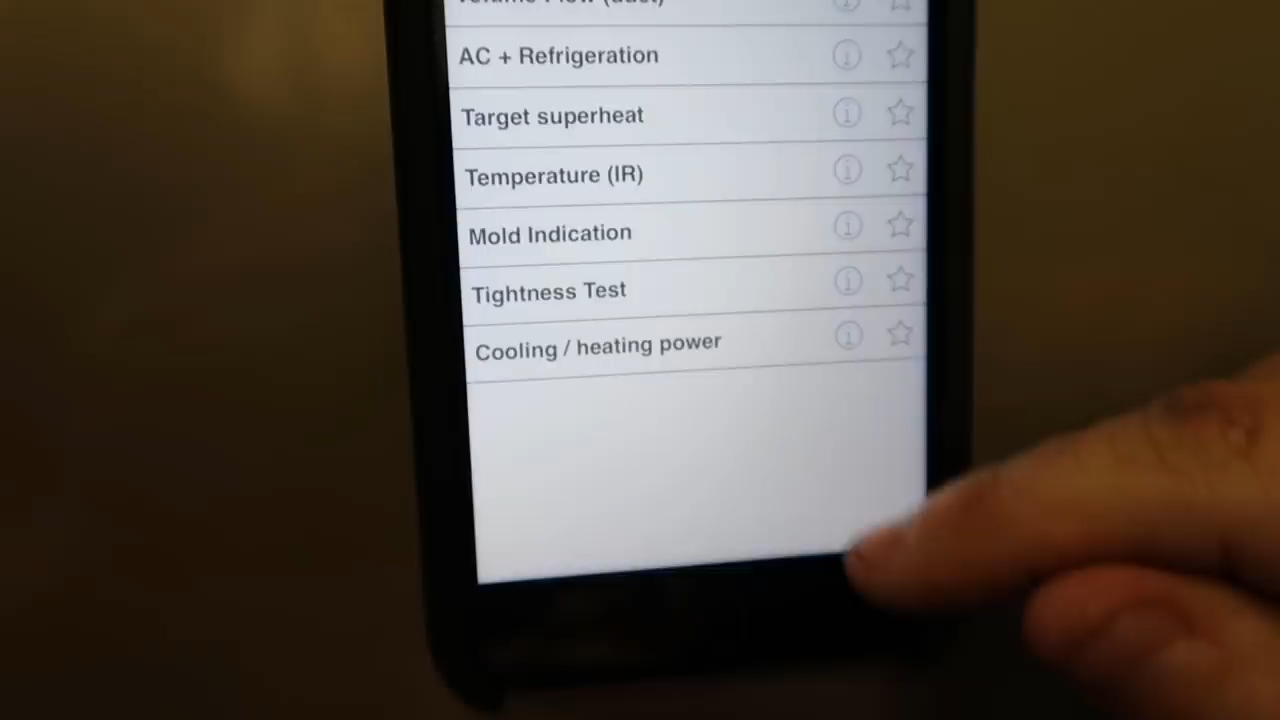 AC + Refrigeration
Target superheat
Temperature (IR)
Mold Indication
Tightness Test
Cooling / heating power